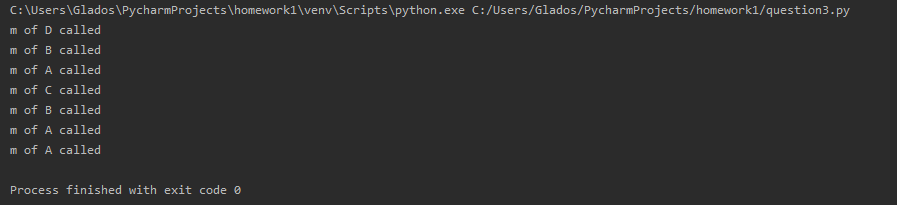 C:\Users\Glados\PycharmProjects\homework1\venv\Scripts\python.exe C:/Users/Glados/PycharmProjects/homework1/question3.py
m of D called
m of B called
m of A called
m of C called
m of B called
m of A called
m of A called
Process finished with exit code 0